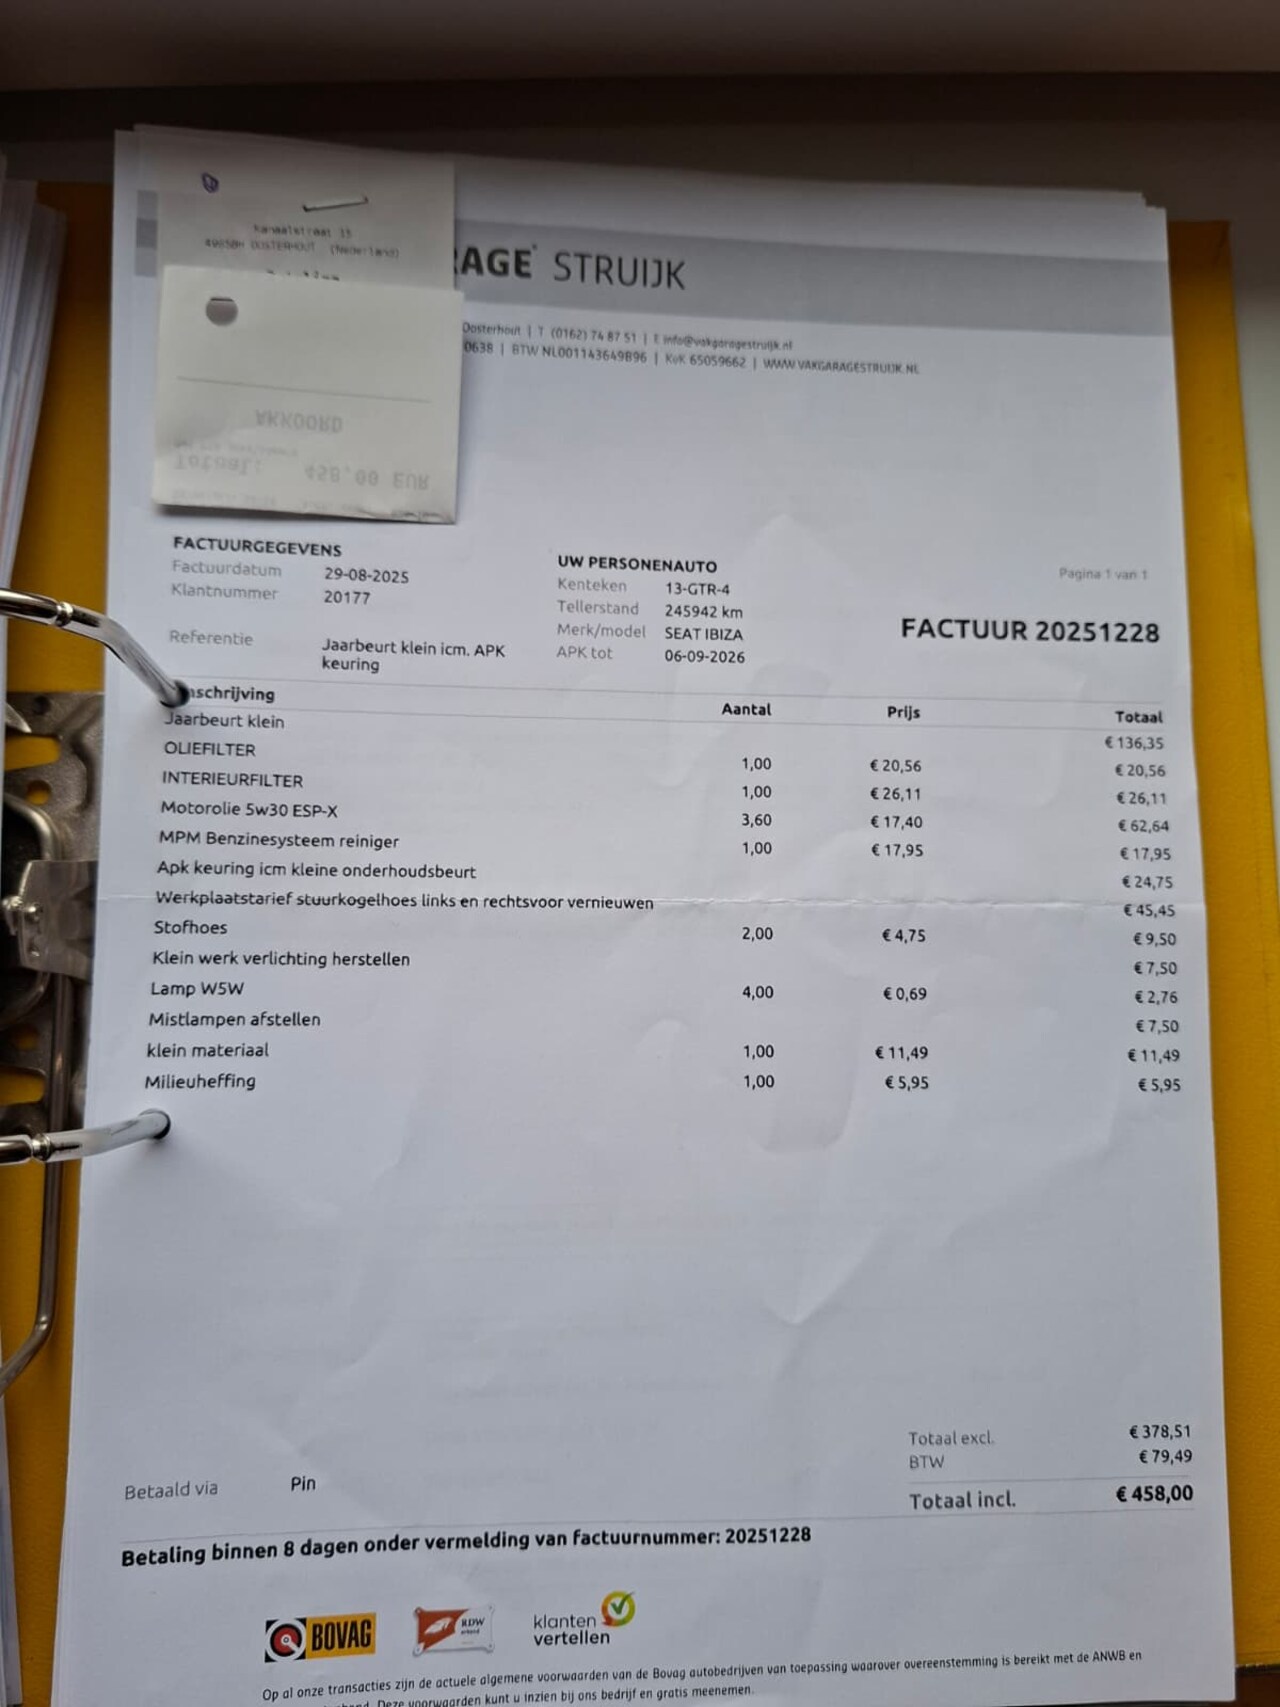 Kanaalstraat 15
OOSTERHOUT (Nederland)
RAGE STRUIJK
Oosterhout | T (0162) 74 87 51 | E info@vakgaragestruijk.nl
0638 | BTW NL001143649B96 | KvK 65059662 | WWW.VAKGARAGESTRUIJK.NL
AKKOORD
Totaal: 458,00 EUR
FACTUURGEGEVENS
Factuurdatum 29-08-2025
Klantnummer 20177
Referentie Jaarbeurt klein icm. APK
keuring
UW PERSONENAUTO
Kenteken 13-GTR-4
Tellerstand 245942 km
Merk/model SEAT IBIZA
APK tot 06-09-2026
Pagina 1 van 1
FACTUUR 20251228
nschrijving Aantal Prijs Totaal
Jaarbeurt klein € 136,35
OLIEFILTER 1,00 € 20,56 € 20,56
INTERIEURFILTER 1,00 € 26,11 € 26,11
Motorolie 5w30 ESP-X 3,60 € 17,40 € 62,64
MPM Benzinesysteem reiniger 1,00 € 17,95 € 17,95
Apk keuring icm kleine onderhoudsbeurt € 24,75
Werkplaatstarief stuurkogelhoes links en rechtsvoor vernieuwen € 45,45
Stofhoes 2,00 € 4,75 € 9,50
Klein werk verlichting herstellen € 7,50
Lamp W5W 4,00 € 0,69 € 2,76
Mistlampen afstellen € 7,50
klein materiaal 1,00 € 11,49 € 11,49
Milieuheffing 1,00 € 5,95 € 5,95
Totaal excl. € 378,51
BTW € 79,49
Betaald via Pin
Totaal incl. € 458,00
Betaling binnen 8 dagen onder vermelding van factuurnummer: 20251228
BOVAG
RDW
erkend
klanten
vertellen
Op al onze transacties zijn de actuele algemene voorwaarden van de Bovag autobedrijven van toepassing waarover overeenstemming is bereikt met de ANWB en
Deze voorwaarden kunt u inzien bij ons bedrijf en gratis meenemen.